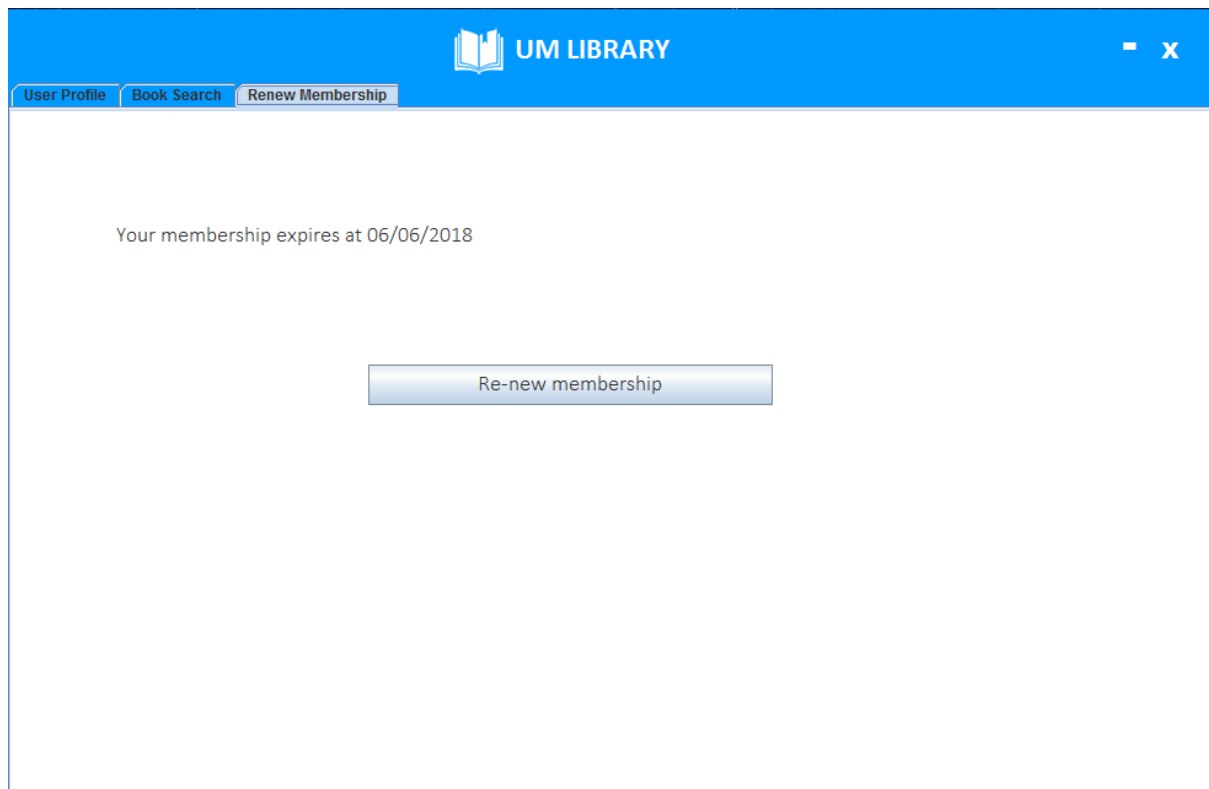 UM LIBRARY
- x
User Profile Book Search Renew Membership
Your membership expires at 06/06/2018
Re-new membership